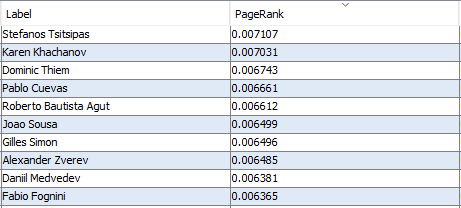 Label PageRank
Stefanos Tsitsipas 0.007107
Karen Khachanov 0.007031
Dominic Thiem 0.006743
Pablo Cuevas 0.006661
Roberto Bautista Agut 0.006612
Joao Sousa 0.006499
Gilles Simon 0.006496
Alexander Zverev 0.006485
Daniil Medvedev 0.006381
Fabio Fognini 0.006365